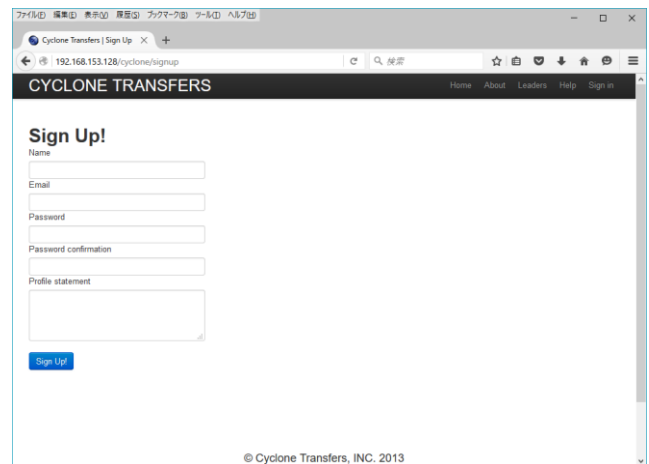 ファイル(F) 編集(E) 表示(V) 履歴(S) ブックマーク(B) ツール(T) ヘルプ(H)
Cyclone Transfers | Sign Up
192.168.153.128/cyclone/signup
検索
CYCLONE TRANSFERS
Home About Leaders Help Sign in
Sign Up!
Name
Email
Password
Password confirmation
Profile statement
Sign Up!
© Cyclone Transfers, INC. 2013